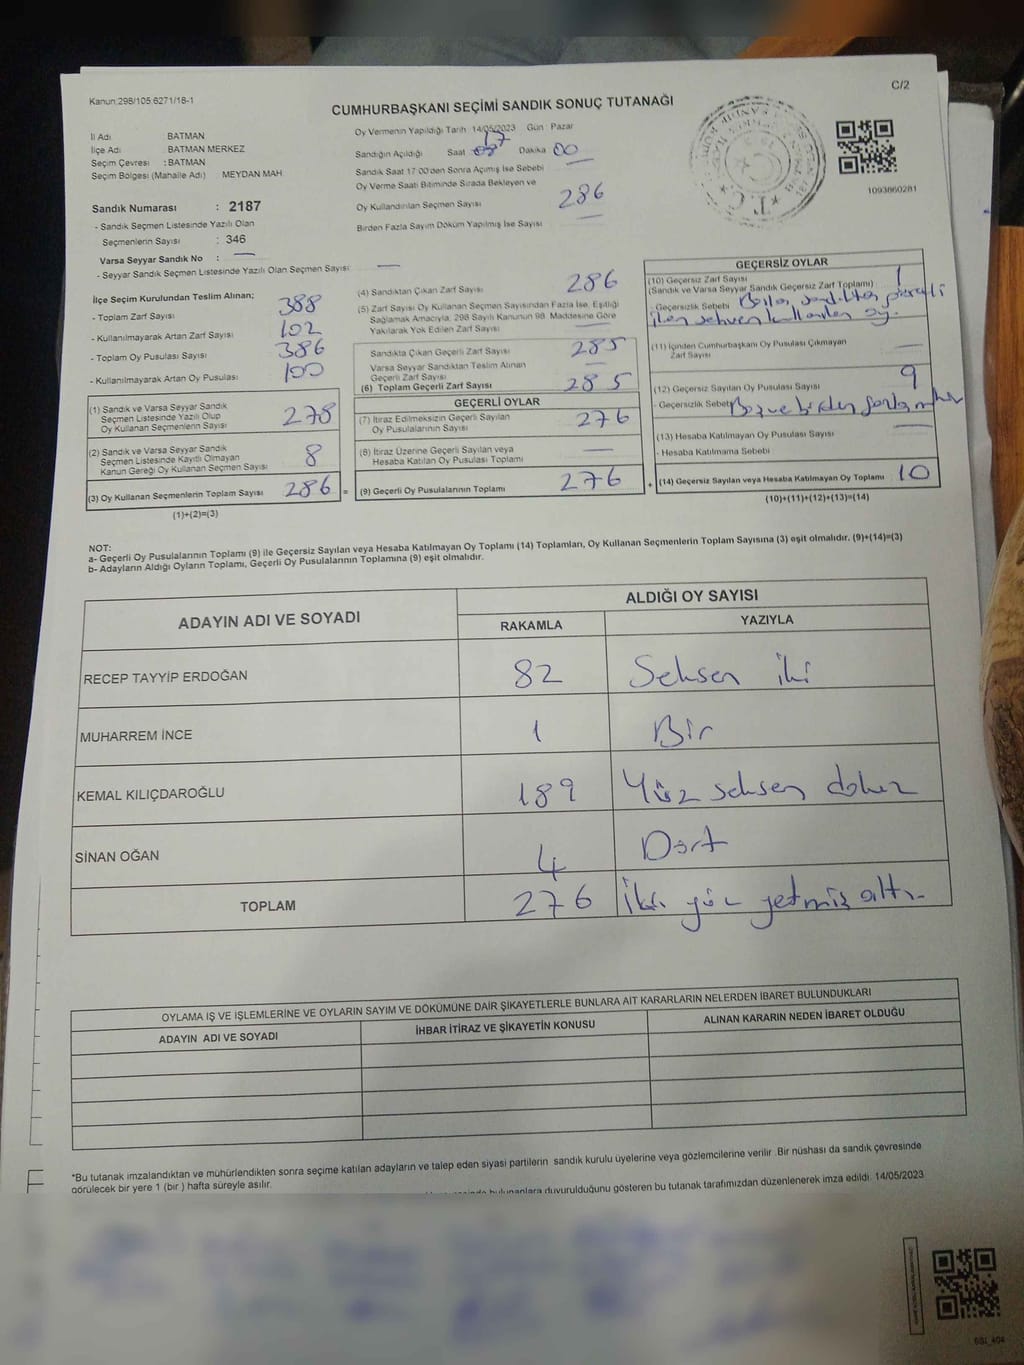 C/2
Kanun:298/105.6271/18-1
CUMHURBAŞKANI SEÇİMİ SANDIK SONUÇ TUTANAĞI
İl Adı : BATMAN
İlçe Adı : BATMAN MERKEZ
Seçim Çevresi : BATMAN
Seçim Bölgesi (Mahalle Adı) : MEYDAN MAH.
Sandık Numarası : 2187
- Sandık Seçmen Listesinde Yazılı Olan
Seçmenlerin Sayısı : 346
Varsa Seyyar Sandık No : —
- Seyyar Sandık Seçmen Listesinde Yazılı Olan Seçmen Sayısı —
Oy Vermenin Yapıldığı Tarih 14/05/2023 Gün Pazar
Sandığın Açıldığı Saat 17 Dakika 00
Sandık Saat 17:00'den Sonra Açımış İse Sebebi —
Oy Verme Saati Bitiminde Sırada Bekleyen ve
Oy Kullandırılan Seçmen Sayısı 286
Birden Fazla Sayım Döküm Yapılmış İse Sayısı —
1093860281
İlçe Seçim Kurulundan Teslim Alınan;
- Toplam Zarf Sayısı 388
- Kullanılmayarak Artan Zarf Sayısı 102
- Toplam Oy Pusulası Sayısı 386
- Kullanılmayarak Artan Oy Pusulası 100
(1) Sandık ve Varsa Seyyar Sandık
Seçmen Listesinde Yazılı Olup
Oy Kullanan Seçmenlerin Sayısı 278
(2) Sandık ve Varsa Seyyar Sandık
Seçmen Listesinde Kayıtlı Olmayan
Kanun Gereği Oy Kullanan Seçmen Sayısı 8
(3) Oy Kullanan Seçmenlerin Toplam Sayısı 286 =
(1)+(2)=(3)
(4) Sandıktan Çıkan Zarf Sayısı 286
(5) Zarf Sayısı Oy Kullanan Seçmen Sayısından Fazla İse, Eşitliği
Sağlamak Amacıyla, 298 Sayılı Kanunun 98. Maddesine Göre
Yakılarak Yok Edilen Zarf Sayısı —
Sandıkta Çıkan Geçerli Zarf Sayısı 285
Varsa Seyyar Sandıktan Teslim Alınan
Geçerli Zarf Sayısı —
(6) Toplam Geçerli Zarf Sayısı 285
GEÇERLİ OYLAR
(7) İtiraz Edilmeksizin Geçerli Sayılan
Oy Pusulalarının Sayısı 276
(8) İtiraz Üzerine Geçerli Sayılan veya
Hesaba Katılan Oy Pusulası Toplamı —
(9) Geçerli Oy Pusulalarının Toplamı 276 +
GEÇERSİZ OYLAR
(10) Geçersiz Zarf Sayısı 1
(Sandık ve Varsa Seyyar Sandık Geçersiz Zarf Toplamı)
- Geçersizlik Sebebi
sehven kullanılan oy.
(11) İçinden Cumhurbaşkanı Oy Pusulası Çıkmayan
Zarf Sayısı —
(12) Geçersiz Sayılan Oy Pusulası Sayısı 9
- Geçersizlik Sebebi Boş ve birden fazla mühür
(13) Hesaba Katılmayan Oy Pusulası Sayısı —
- Hesaba Katılmama Sebebi
(14) Geçersiz Sayılan veya Hesaba Katılmayan Oy Toplamı 10
(10)+(11)+(12)+(13)=(14)
NOT:
a- Geçerli Oy Pusulalarının Toplamı (9) ile Geçersiz Sayılan veya Hesaba Katılmayan Oy Toplamı (14) Toplamları, Oy Kullanan Seçmenlerin Toplam Sayısına (3) eşit olmalıdır. (9)+(14)=(3)
b- Adayların Aldığı Oyların Toplamı, Geçerli Oy Pusulalarının Toplamına (9) eşit olmalıdır.
ADAYIN ADI VE SOYADI ALDIĞI OY SAYISI
RAKAMLA YAZIYLA
RECEP TAYYİP ERDOĞAN 82 Seksen iki
MUHARREM İNCE 1 Bir
KEMAL KILIÇDAROĞLU 189 Yüz seksen dokuz
SİNAN OĞAN 4 Dört
TOPLAM 276 İki yüz yetmiş altı.
OYLAMA İŞ VE İŞLEMLERİNE VE OYLARIN SAYIM VE DÖKÜMÜNE DAİR ŞİKAYETLERLE BUNLARA AİT KARARLARIN NELERDEN İBARET BULUNDUKLARI
ADAYIN ADI VE SOYADI İHBAR İTİRAZ VE ŞİKAYETİN KONUSU ALINAN KARARIN NEDEN İBARET OLDUĞU
*Bu tutanak imzalandıktan ve mühürlendikten sonra seçime katılan adayların ve talep eden siyasi partilerin sandık kurulu üyelerine veya gözlemcilerine verilir. Bir nüshası da sandık çevresinde
görülecek bir yere 1 (bir) hafta süreyle asılır.
bulunanlara duyurulduğunu gösteren bu tutanak tarafımızdan düzenlenerek imza edildi. 14/05/2023